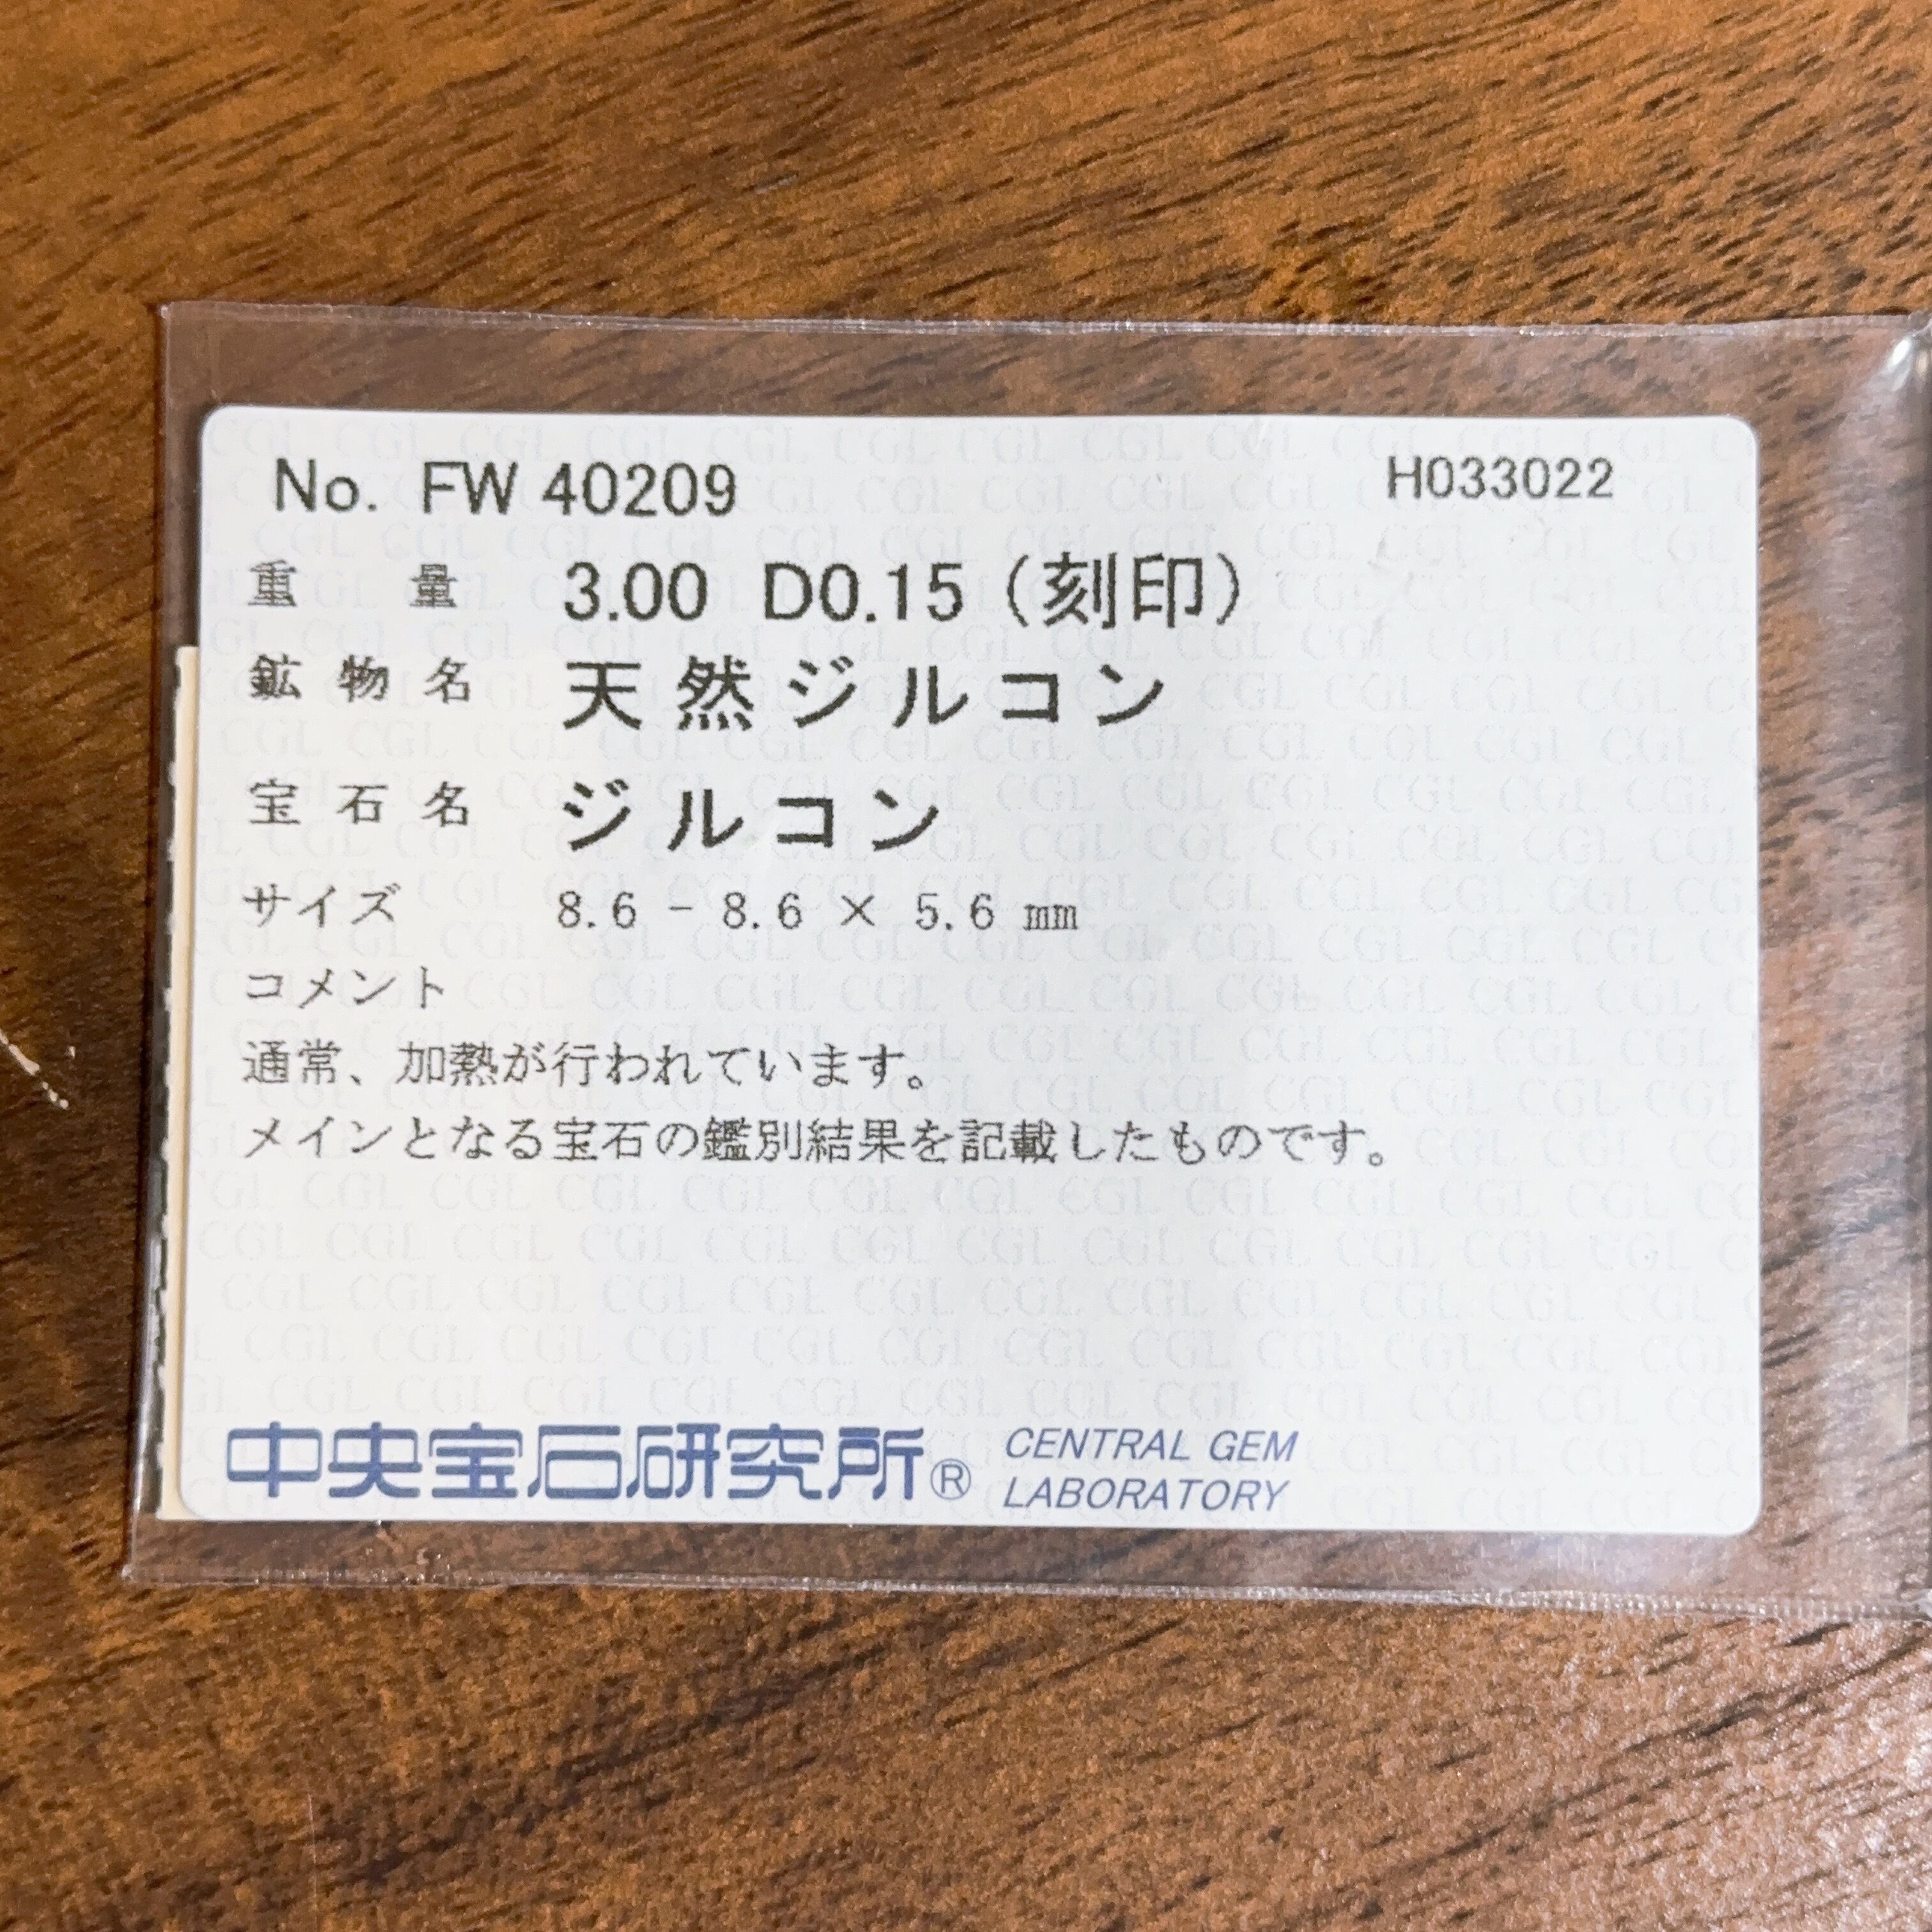 No. FW 40209 H033022
重量 3.00 D0.15 (刻印)
鉱物名 天然ジルコン
宝石名 ジルコン
サイズ 8.6 - 8.6 × 5.6 mm
コメント
通常、加熱が行われています。
メインとなる宝石の鑑別結果を記載したものです。
中央宝石研究所® CENTRAL GEM
LABORATORY